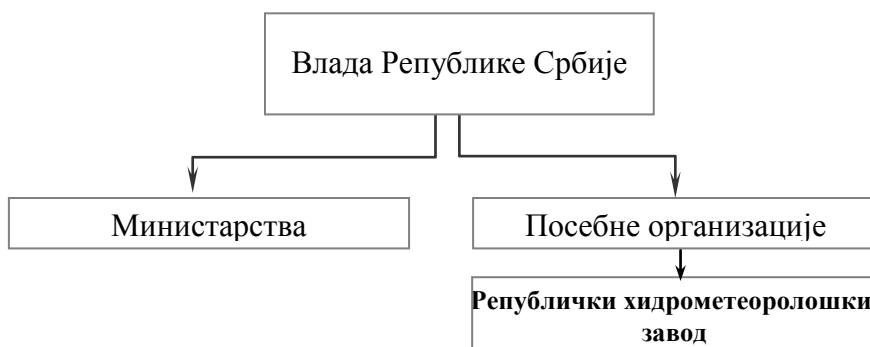 Влада Републике Србије
Министарства
Посебне организације
Републички хидрометеоролошки
завод